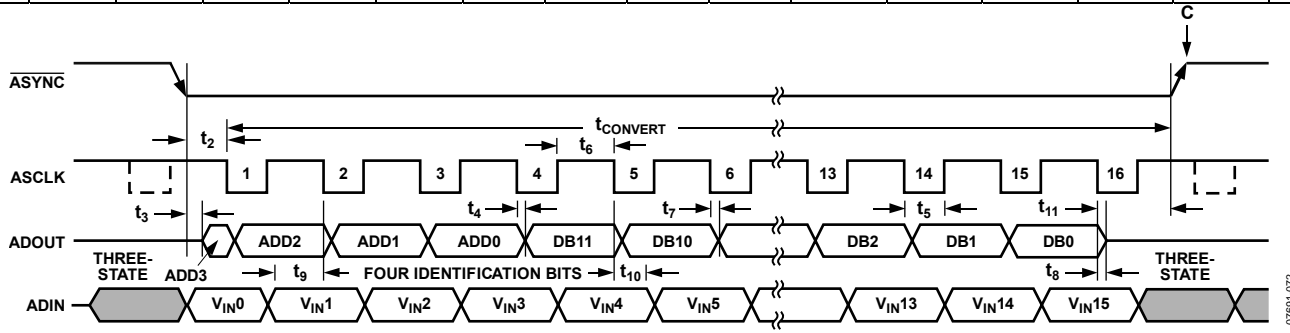 C
ASYNC
t2
tCONVERT
t6
ASCLK
1 2 3 4 5 6 13 14 15 16
t3
t4
t7
t5
t11
ADOUT
ADD2 ADD1 ADD0 DB11 DB10 DB2 DB1 DB0
THREE-
STATE
ADD3
t9
FOUR IDENTIFICATION BITS
t10
t8
THREE-
STATE
ADIN
VIN0 VIN1 VIN2 VIN3 VIN4 VIN5 VIN13 VIN14 VIN15
07691-072